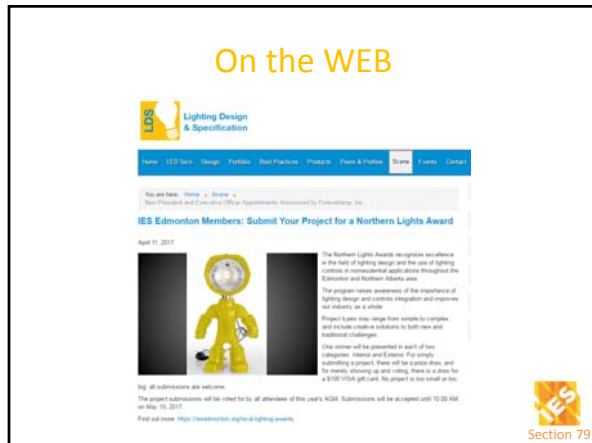 On the WEB
LDS
Lighting Design
& Specification
Home LED Tech Design Portfolio Best Practices Products Firms & Profiles Scene Events Contact
You are here: Home Scene
New President and Executive Officer Appointments Announced by
IES Edmonton Members: Submit Your Project for a Northern Lights Award
April 11, 2017
The Northern Lights Awards recognizes excellence
in the field of lighting design and the use of lighting
controls in nonresidential applications throughout the
Edmonton and Northern Alberta area.
The program raises awareness of the importance of
lighting design and controls integration and improves
our industry as a whole.
Project types may range from simple to complex,
and include creative solutions to both new and
traditional challenges.
One winner will be presented in each of two
categories: Interior and Exterior. For simply
submitting a project, there will be a prize draw, and
for merely showing up and voting, there is a draw for
a $100 VISA gift card. No project is too small or too
big: all submissions are welcome.
The project submissions will be voted for by all attendees of this year's AGM. Submissions will be accepted until 10:00 AM
on May 19, 2017.
Find out more: https://iesedmonton.org/local-lighting-awards.
IES
Section 79